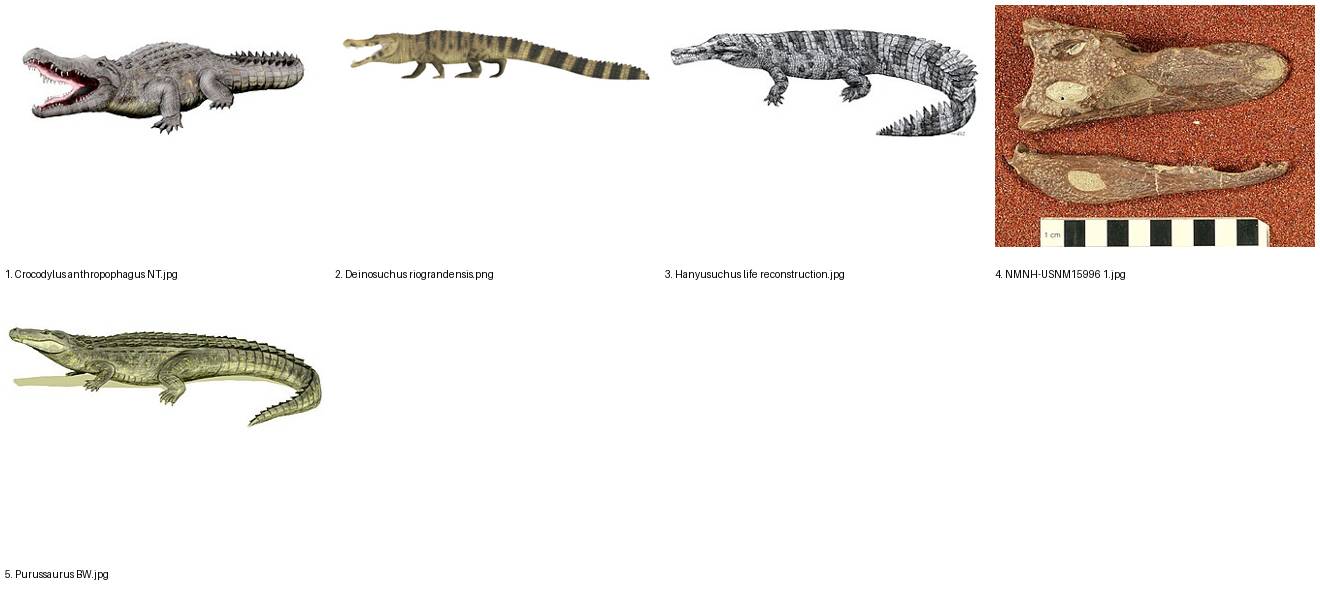 1 cm
1. Crocodylus anthropophagus NT.jpg
2. Deinosuchus riograndensis.png
3. Hanyusuchus life reconstruction.jpg
4. NMNH-USNM15996 1.jpg
5. Purussaurus BW.jpg